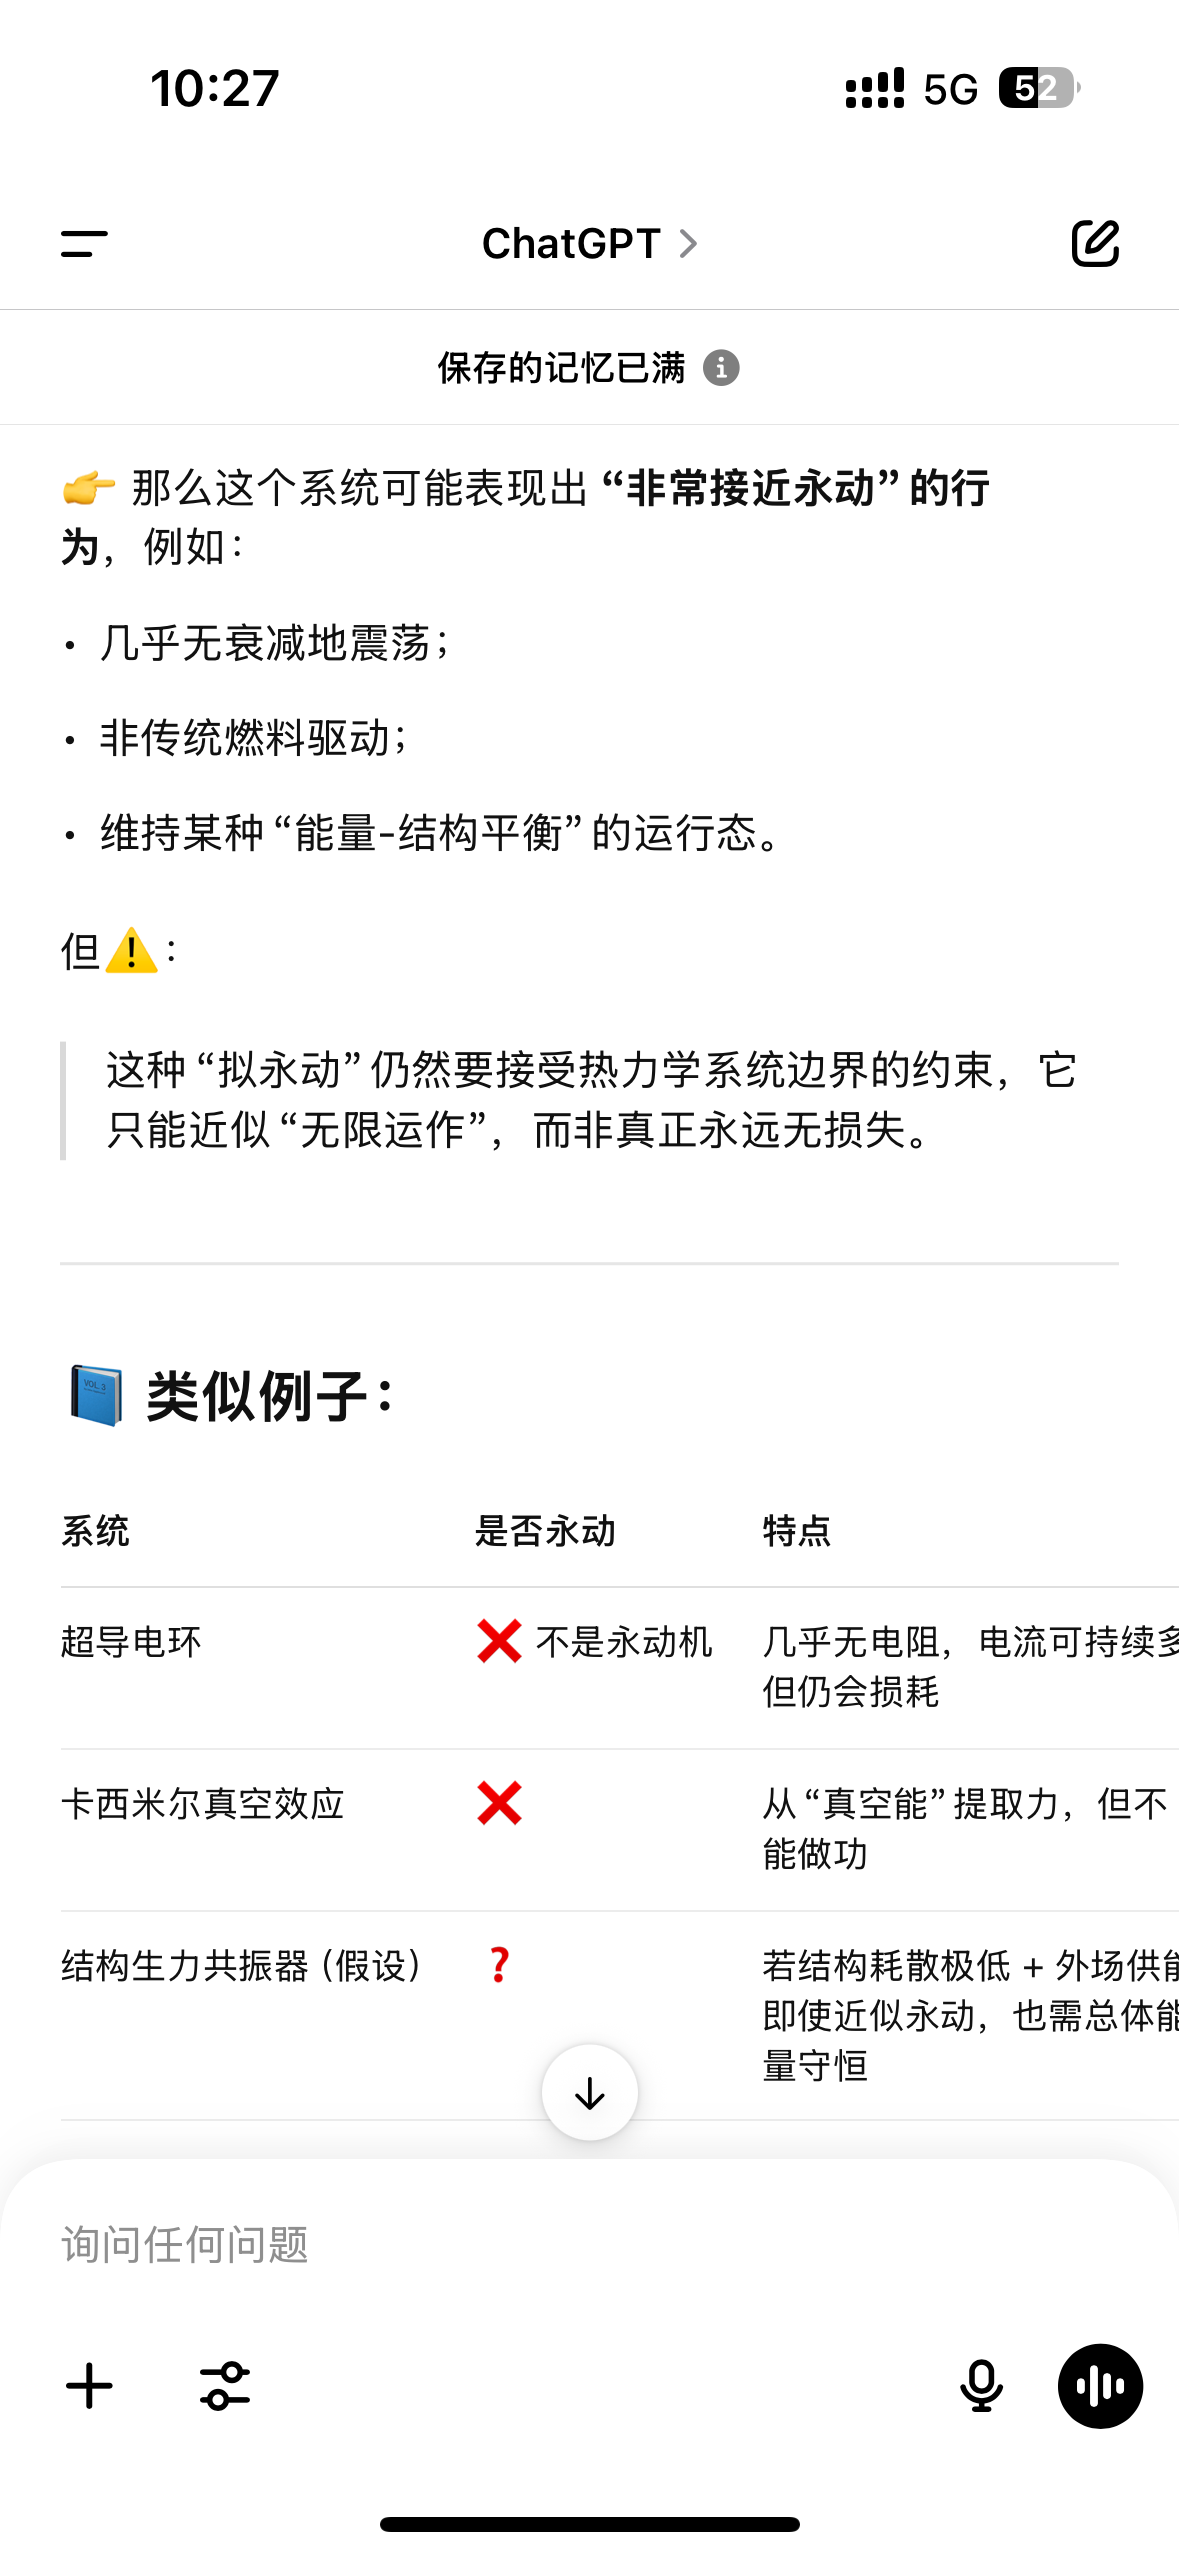 10:27
5G 52
ChatGPT
保存的记忆已满
👉 那么这个系统可能表现出 “非常接近永动” 的行
为，例如：
• 几乎无衰减地震荡；
• 非传统燃料驱动；
• 维持某种 “能量-结构平衡” 的运行态。
但⚠️：
这种 “拟永动” 仍然要接受热力学系统边界的约束，它
只能近似 “无限运作”，而非真正永远无损失。
📘 类似例子：
系统 是否永动 特点
超导电环 ❌ 不是永动机 几乎无电阻，电流可持续多
但仍会损耗
卡西米尔真空效应 ❌ 从 “真空能” 提取力，但不
能做功
结构生力共振器（假设） ❓ 若结构耗散极低 + 外场供能
即使近似永动，也需总体能
量守恒
询问任何问题